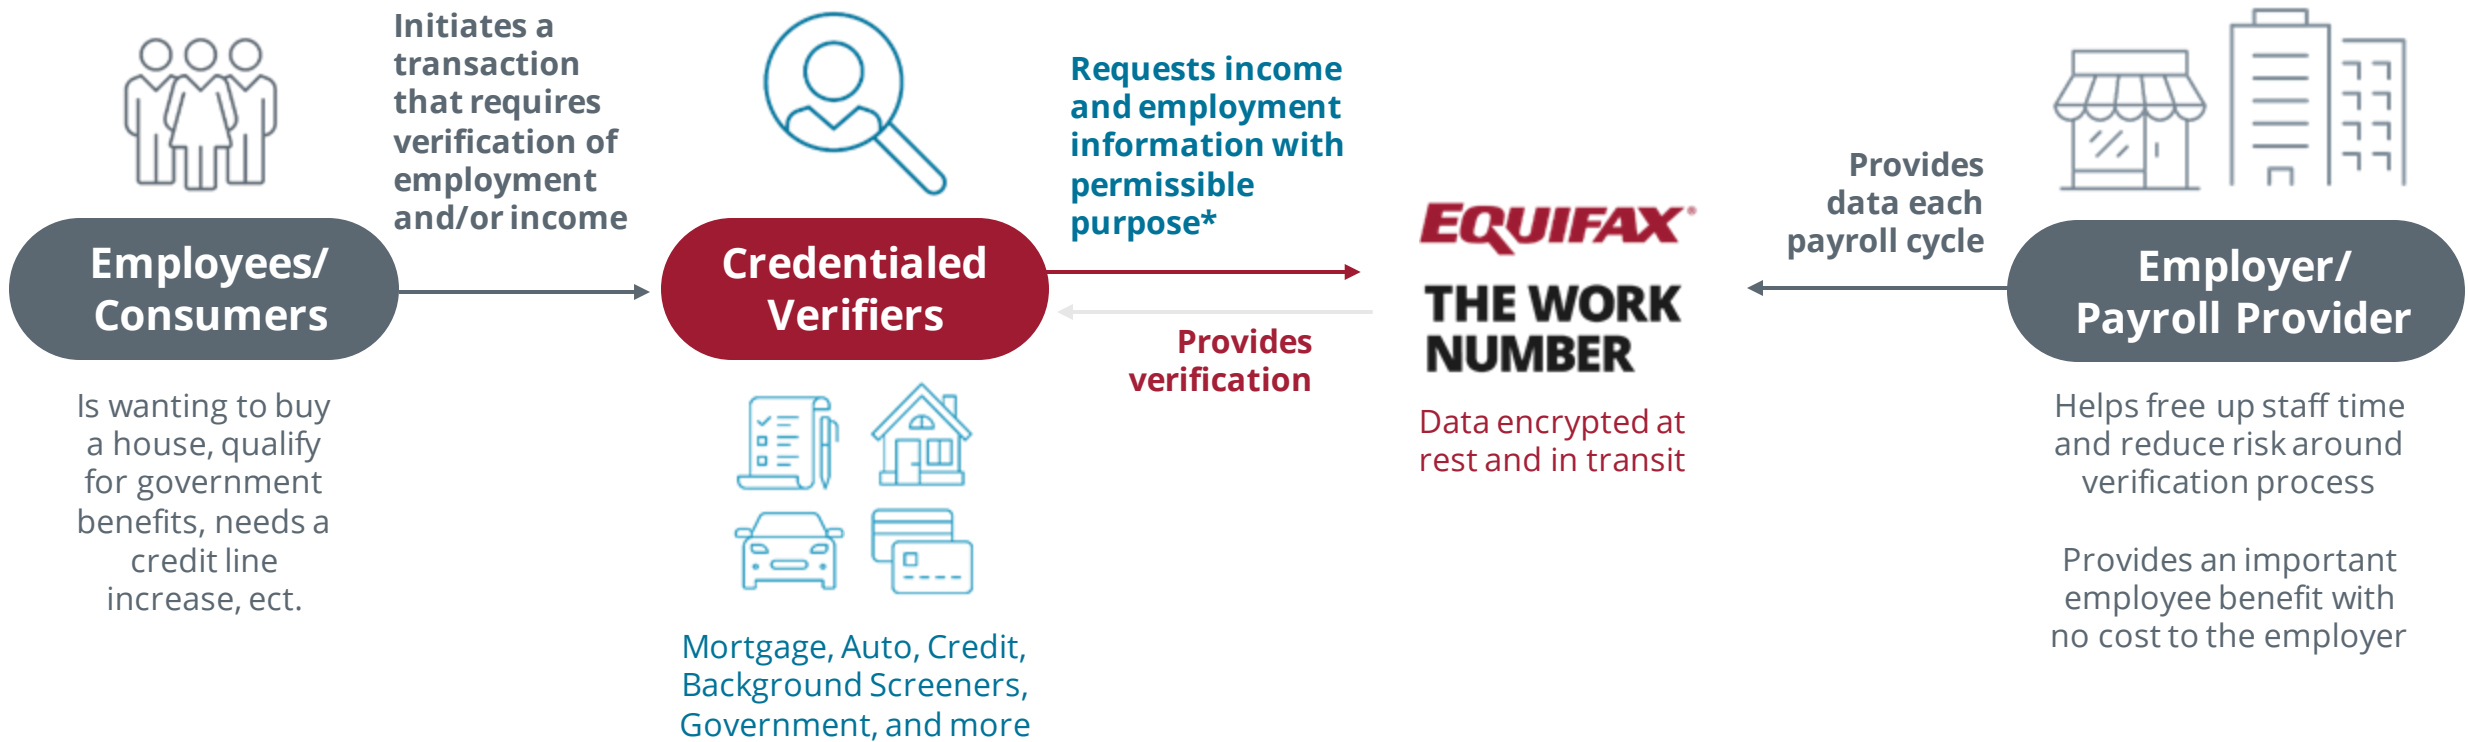 Initiates a
transaction
that requires
verification of
employment
and/or income
Employees/
Consumers
Is wanting to buy
a house, qualify
for government
benefits, needs a
credit line
increase, ect.
Credentialed
Verifiers
Mortgage, Auto, Credit,
Background Screeners,
Government, and more
Requests income
and employment
information with
permissible
purpose*
Provides
verification
EQUIFAX®
THE WORK
NUMBER
Data encrypted at
rest and in transit
Provides
data each
payroll cycle
Employer/
Payroll Provider
Helps free up staff time
and reduce risk around
verification process
Provides an important
employee benefit with
no cost to the employer